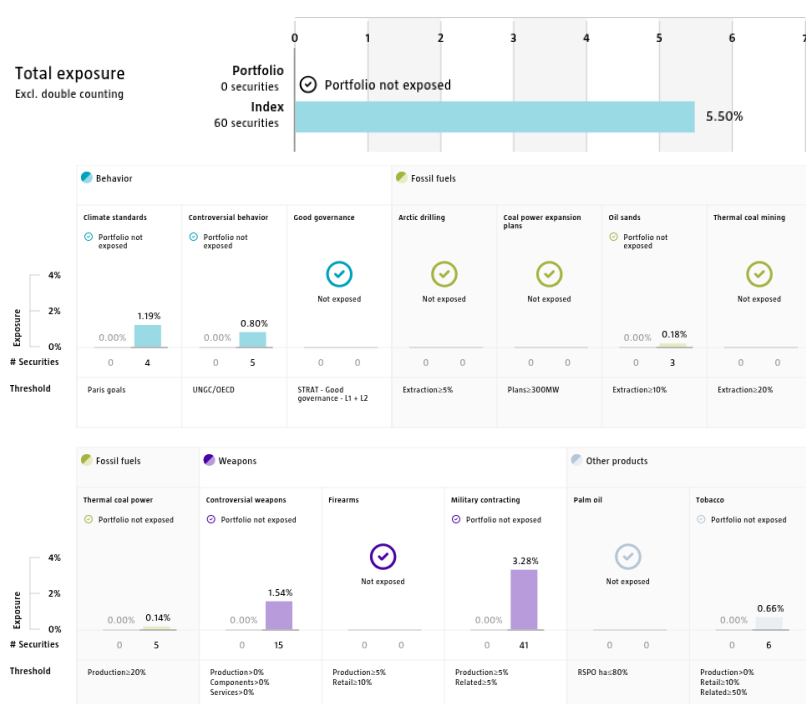 0 1 2 3 4 5 6 7
Total exposure
Excl. double counting
Portfolio
0 securities
Portfolio not exposed
Index
60 securities
5.50%
Behavior
Fossil fuels
Climate standards
Controversial behavior
Good governance
Arctic drilling
Coal power expansion
plans
Oil sands
Thermal coal mining
Portfolio not
exposed
Portfolio not
exposed
Portfolio not
exposed
Not exposed
Not exposed
Not exposed
Not exposed
Exposure
4%
2%
0%
0.00% 1.19%
0.00% 0.80%
0.00% 0.18%
# Securities 0 4 0 5 0 0 0 0 0 0 0 3 0 0
Threshold
Paris goals
UNGC/OECD
STRAT - Good
governance - L1 + L2
Extraction≥5%
Plans≥300MW
Extraction≥10%
Extraction≥20%
Fossil fuels
Weapons
Other products
Thermal coal power
Controversial weapons
Firearms
Military contracting
Palm oil
Tobacco
Portfolio not exposed
Portfolio not exposed
Portfolio not exposed
Portfolio not exposed
Not exposed
Not exposed
Exposure
4%
2%
0%
0.00% 0.14%
0.00% 1.54%
0.00% 3.28%
0.00% 0.66%
# Securities 0 5 0 15 0 0 0 41 0 0 0 6
Threshold
Production≥20%
Production>0%
Components>0%
Services>0%
Production≥5%
Retail≥10%
Production≥5%
Related≥5%
RSPO ha≤80%
Production>0%
Retail≥10%
Related≥50%